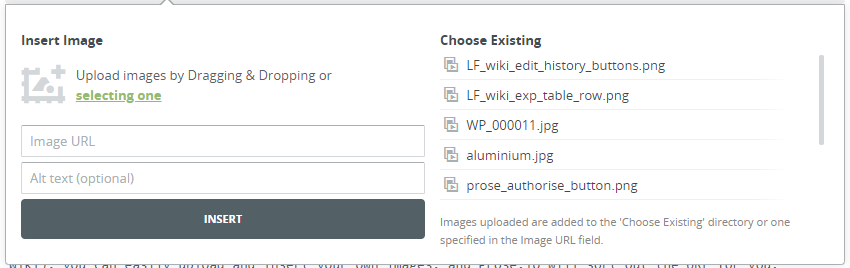 Insert Image
Upload images by Dragging & Dropping or
selecting one
Image URL
Alt text (optional)
INSERT
Choose Existing
LF_wiki_edit_history_buttons.png
LF_wiki_exp_table_row.png
WP_000011.jpg
aluminium.jpg
prose_authorise_button.png
Images uploaded are added to the 'Choose Existing' directory or one
specified in the Image URL field.